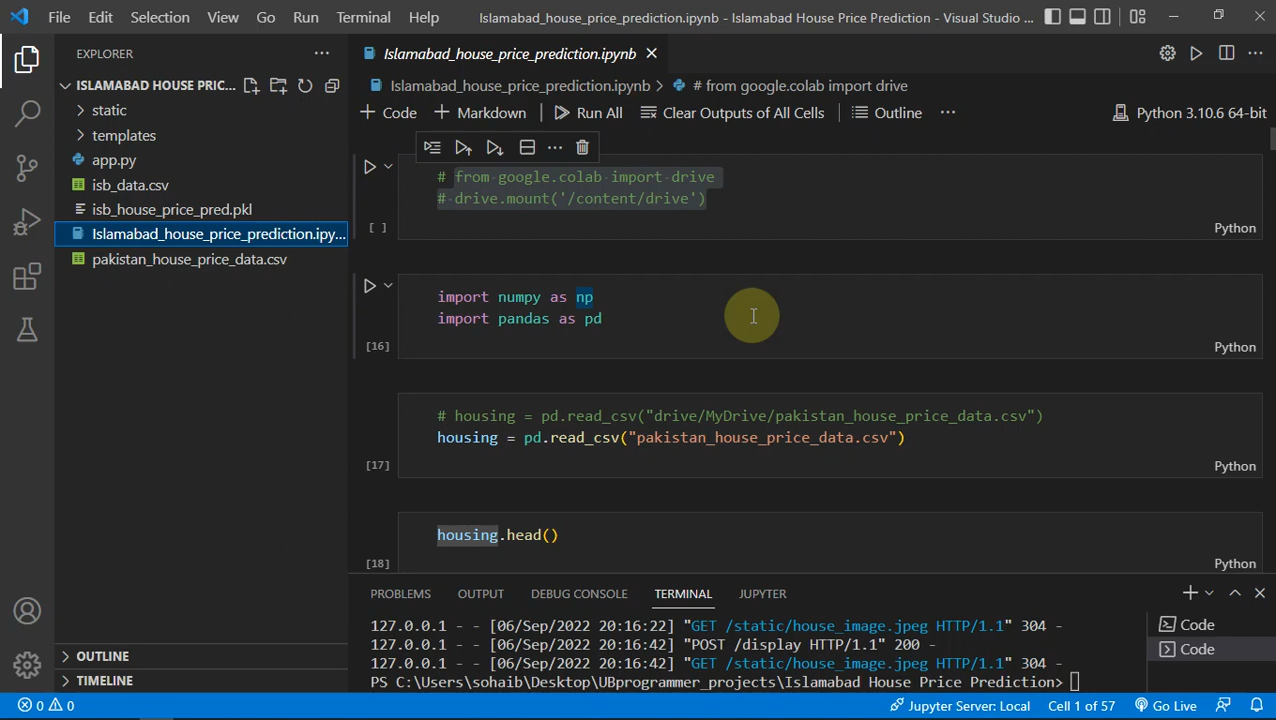 File Edit Selection View Go Run Terminal Help Islamabad_house_price_prediction.ipynb - Islamabad House Price Prediction - Visual Studio ...
EXPLORER
ISLAMABAD HOUSE PRIC...
static
templates
app.py
isb_data.csv
isb_house_price_pred.pkl
Islamabad_house_price_prediction.ipy...
pakistan_house_price_data.csv
OUTLINE
TIMELINE
Islamabad_house_price_prediction.ipynb
Islamabad_house_price_prediction.ipynb > # from google.colab import drive
+ Code + Markdown Run All Clear Outputs of All Cells Outline ... Python 3.10.6 64-bit
# from google.colab import drive
# drive.mount('/content/drive')
[ ] Python
import numpy as np
import pandas as pd
[16] Python
# housing = pd.read_csv("drive/MyDrive/pakistan_house_price_data.csv")
housing = pd.read_csv("pakistan_house_price_data.csv")
[17] Python
housing.head()
[18] Python
PROBLEMS OUTPUT DEBUG CONSOLE TERMINAL JUPYTER
127.0.0.1 - - [06/Sep/2022 20:16:22] "GET /static/house_image.jpeg HTTP/1.1" 304 -
127.0.0.1 - - [06/Sep/2022 20:16:42] "POST /display HTTP/1.1" 200 -
127.0.0.1 - - [06/Sep/2022 20:16:42] "GET /static/house_image.jpeg HTTP/1.1" 304 -
PS C:\Users\sohaib\Desktop\UBprogrammer_projects\Islamabad House Price Prediction>
Code
Code
0 0 Jupyter Server: Local Cell 1 of 57 Go Live